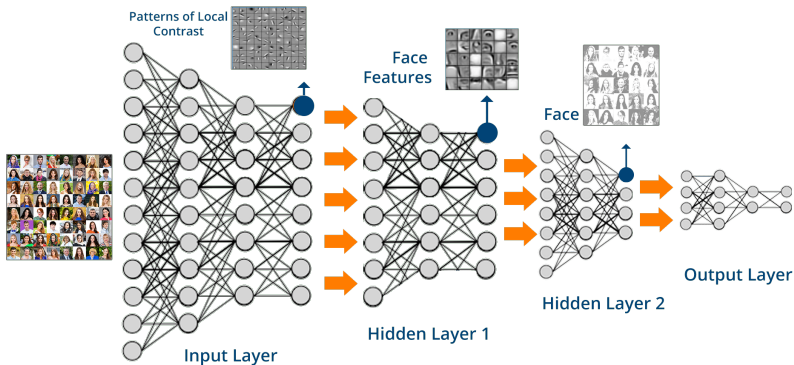 Patterns of Local
Contrast
Face
Features
Face
Input Layer
Hidden Layer 1
Hidden Layer 2
Output Layer